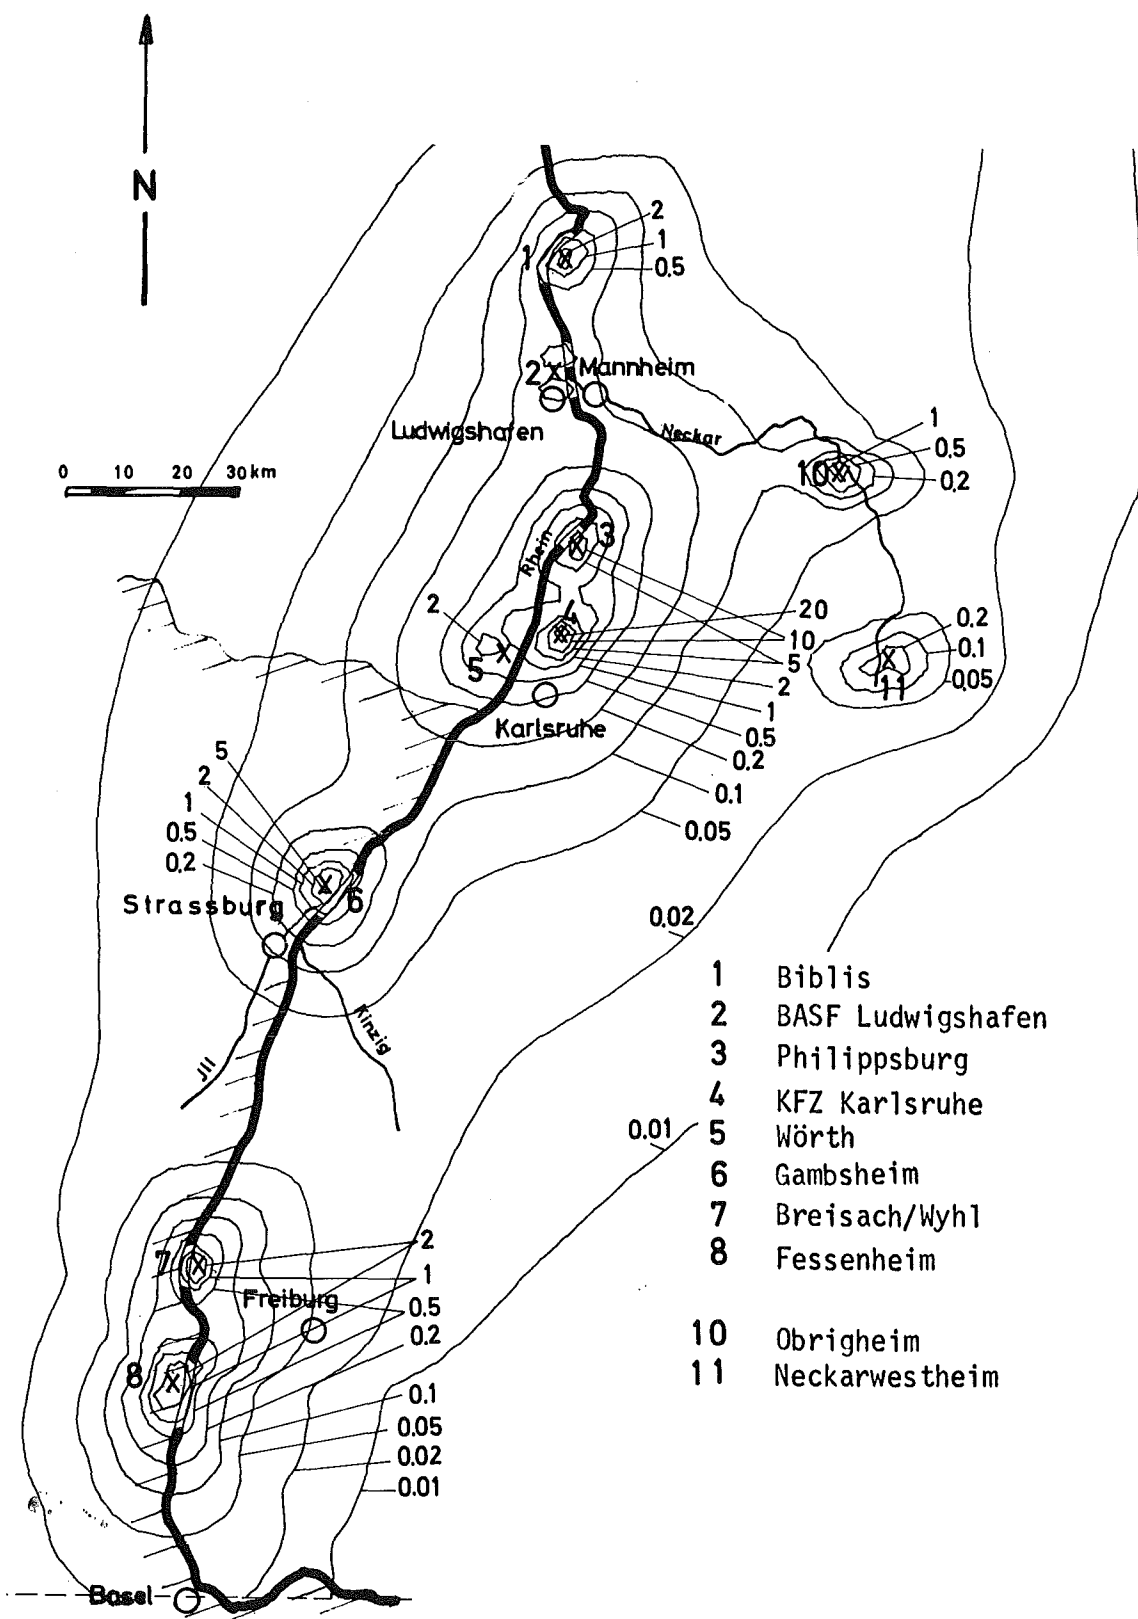 N
2
1
1
0.5
2
Mannheim
Ludwigshafen
Neckar
1
0.5
0.2
10
0 10 20 30 km
3
Rhein
2
4
20
10
5
5
2
1
0.5
0.2
0.1
0.05
0.2
0.1
0.05
11
Karlsruhe
5
2
1
0.5
0.2
6
Strassburg
0.02
Kinzig
Jll
0.01
1 Biblis
2 BASF Ludwigshafen
3 Philippsburg
4 KFZ Karlsruhe
5 Wörth
6 Gambsheim
7 Breisach/Wyhl
8 Fessenheim
10 Obrigheim
11 Neckarwestheim
7
2
1
Freiburg
0.5
0.2
8
0.1
0.05
0.02
0.01
Basel